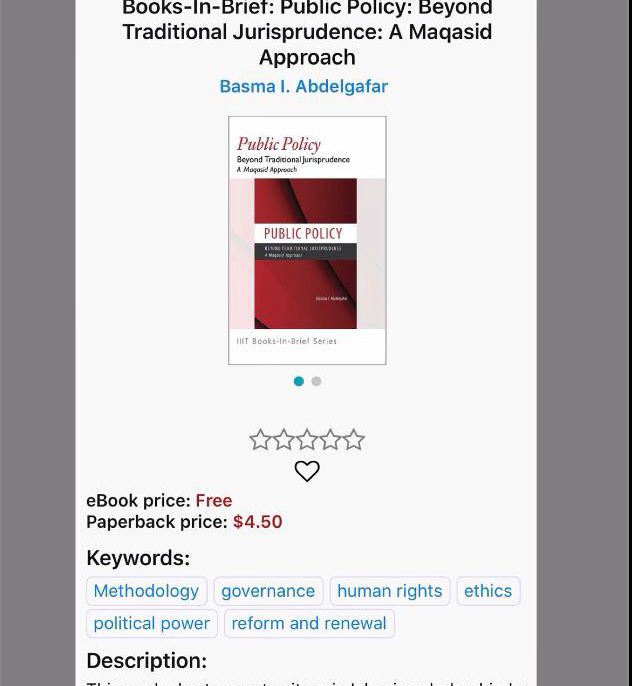 Books-In-Brief: Public Policy: Beyond
Traditional Jurisprudence: A Maqasid
Approach
Basma I. Abdelgafar
Public Policy
Beyond Traditional Jurisprudence
A Maqasid Approach
PUBLIC POLICY
BEYOND TRADITIONAL JURISPRUDENCE
A Maqasid Approach
Basma I. Abdelgafar
IIIT Books-In-Brief Series
eBook price: Free
Paperback price: $4.50
Keywords:
Methodology governance human rights ethics
political power reform and renewal
Description: